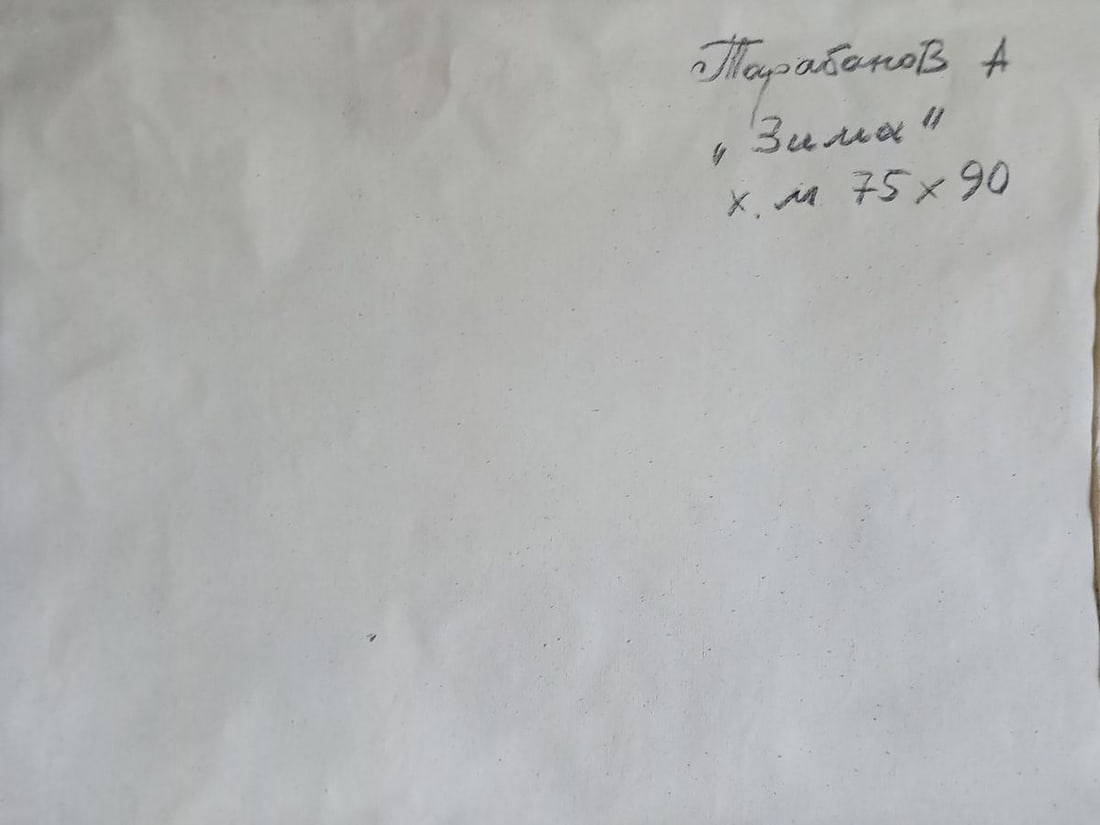 Тарабанов А
„Зима"
х. м 75 х 90